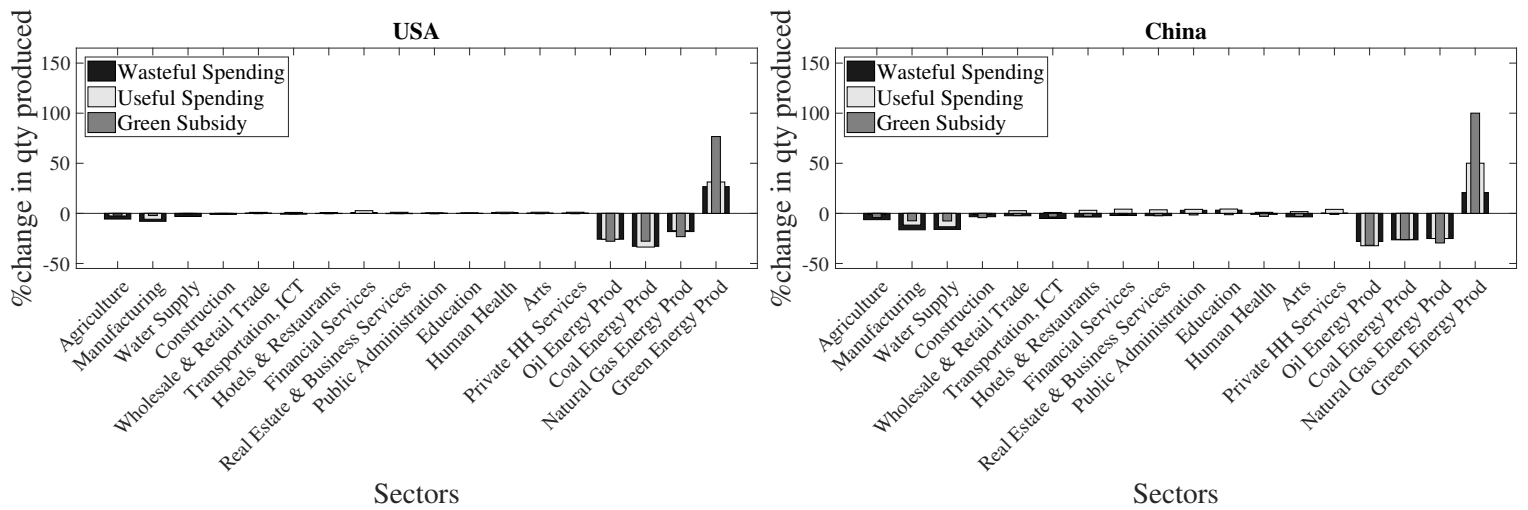 USA
%change in qty produced
150
100
50
0
-50
Wasteful Spending
Useful Spending
Green Subsidy
Agriculture
Manufacturing
Water Supply
Construction
Wholesale & Retail Trade
Transportation, ICT
Hotels & Restaurants
Financial Services
Real Estate & Business Services
Public Administration
Education
Human Health
Arts
Private HH Services
Oil Energy Prod
Coal Energy Prod
Natural Gas Energy Prod
Green Energy Prod
Sectors
China
%change in qty produced
150
100
50
0
-50
Wasteful Spending
Useful Spending
Green Subsidy
Agriculture
Manufacturing
Water Supply
Construction
Wholesale & Retail Trade
Transportation, ICT
Hotels & Restaurants
Financial Services
Real Estate & Business Services
Public Administration
Education
Human Health
Arts
Private HH Services
Oil Energy Prod
Coal Energy Prod
Natural Gas Energy Prod
Green Energy Prod
Sectors